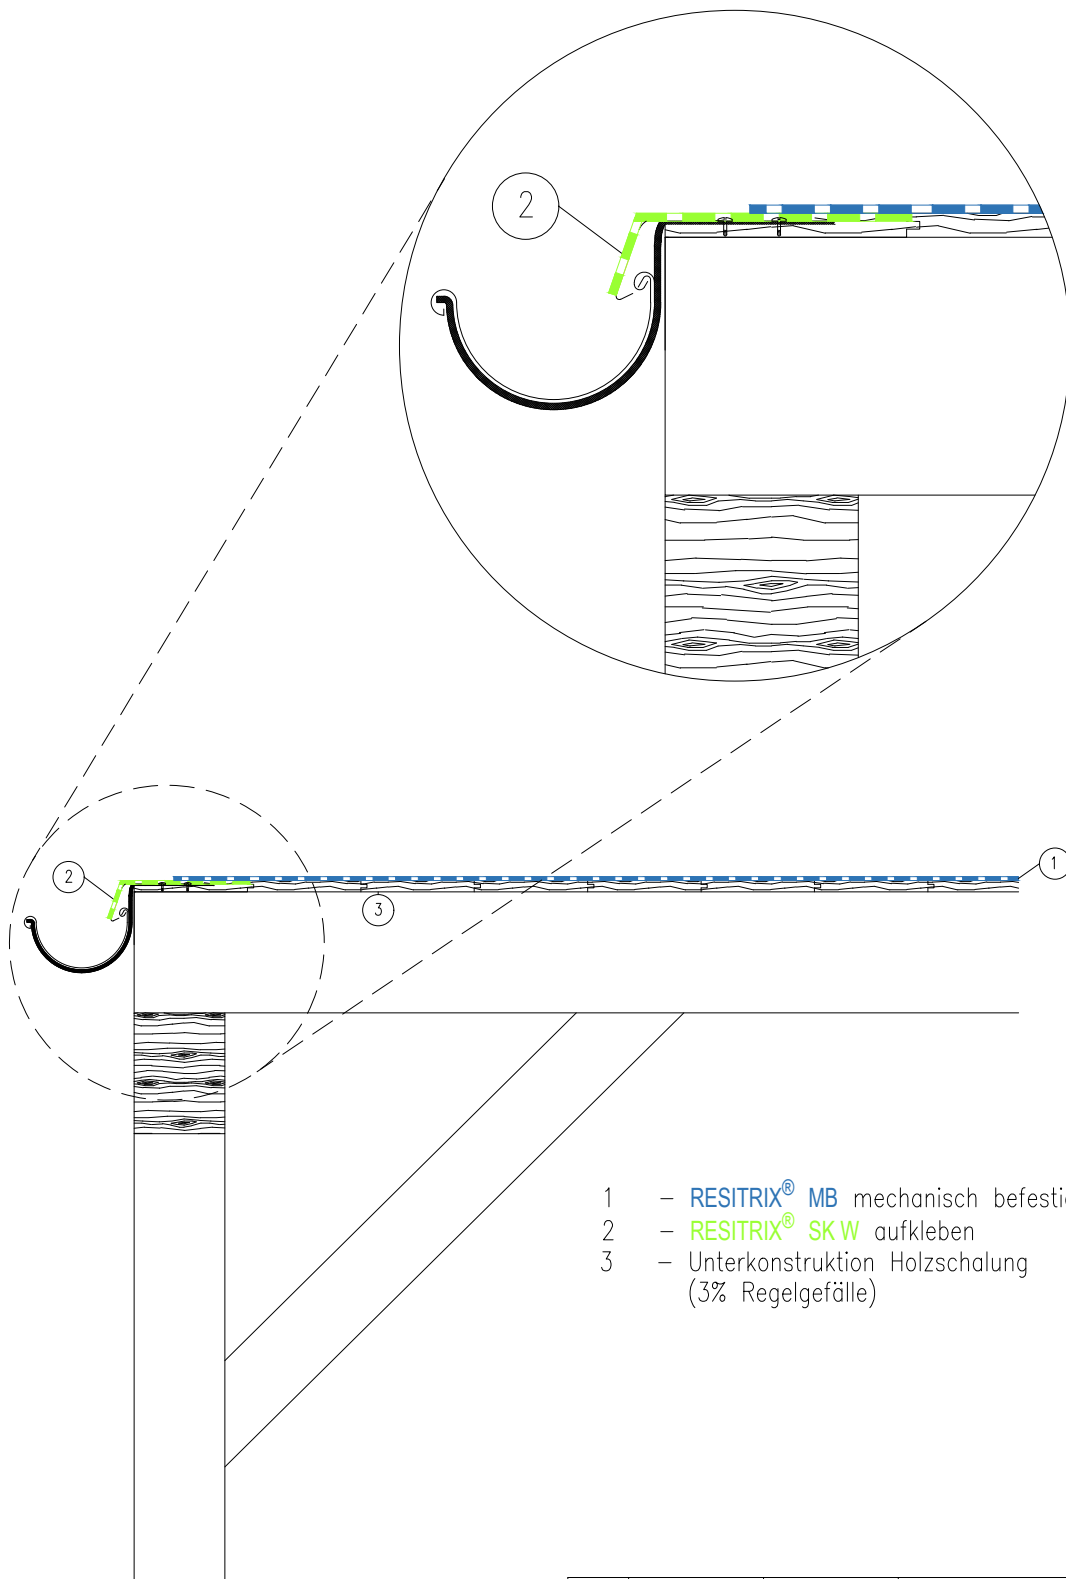 2
2
1
3
1 – RESITRIX® MB mechanisch befesti
2 – RESITRIX® SK W aufkleben
3 – Unterkonstruktion Holzschalung
(3% Regelgefälle)